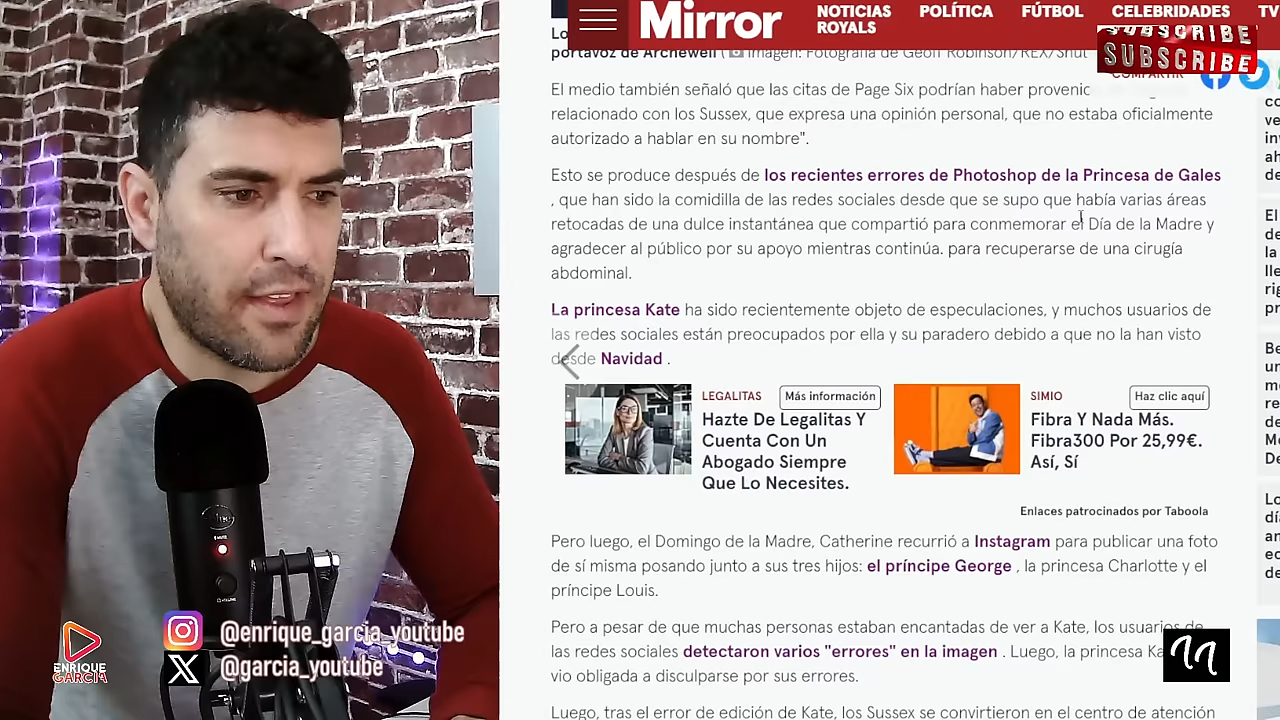 Mirror
NOTICIAS
POLÍTICA
FÚTBOL
CELEBRIDADES
TV
ROYALS
SUBSCRIBE
SUBSCRIBE
COMPARTIR
Lo
portavoz de Archewell ( Imagen: Fotografía de Geoff Robinson/REX/Shut
El medio también señaló que las citas de Page Six podrían haber
relacionado con los Sussex, que expresa una opinión personal, que no estaba oficialmente
autorizado a hablar en su nombre".
Esto se produce después de los recientes errores de Photoshop de la Princesa de Gales
, que han sido la comidilla de las redes sociales desde que se supo que había varias áreas
retocadas de una dulce instantánea que compartió para conmemorar el Día de la Madre y
agradecer al público por su apoyo mientras continúa. para recuperarse de una cirugía
abdominal.
La princesa Kate ha sido recientemente objeto de especulaciones, y muchos usuarios de
las redes sociales están preocupados por ella y su paradero debido a que no la han visto
desde Navidad .
LEGALITAS
Más información
Hazte De Legalitas Y
Cuenta Con Un
Abogado Siempre
Que Lo Necesites.
SIMIO
Haz clic aquí
Fibra Y Nada Más.
Fibra300 Por 25,99€.
Así, Sí
Enlaces patrocinados por Taboola
Pero luego, el Domingo de la Madre, Catherine recurrió a Instagram para publicar una foto
de sí misma posando junto a sus tres hijos: el príncipe George , la princesa Charlotte y el
príncipe Louis.
Pero a pesar de que muchas personas estaban encantadas de ver a Kate, los usuarios de
las redes sociales detectaron varios "errores" en la imagen . Luego, la princesa
vio obligada a disculparse por sus errores.
Luego, tras el error de edición de Kate, los Sussex se convirtieron en el centro de atención
@enrique_garcia_youtube
@garcia_youtube
ENRIQUE
GARCIA